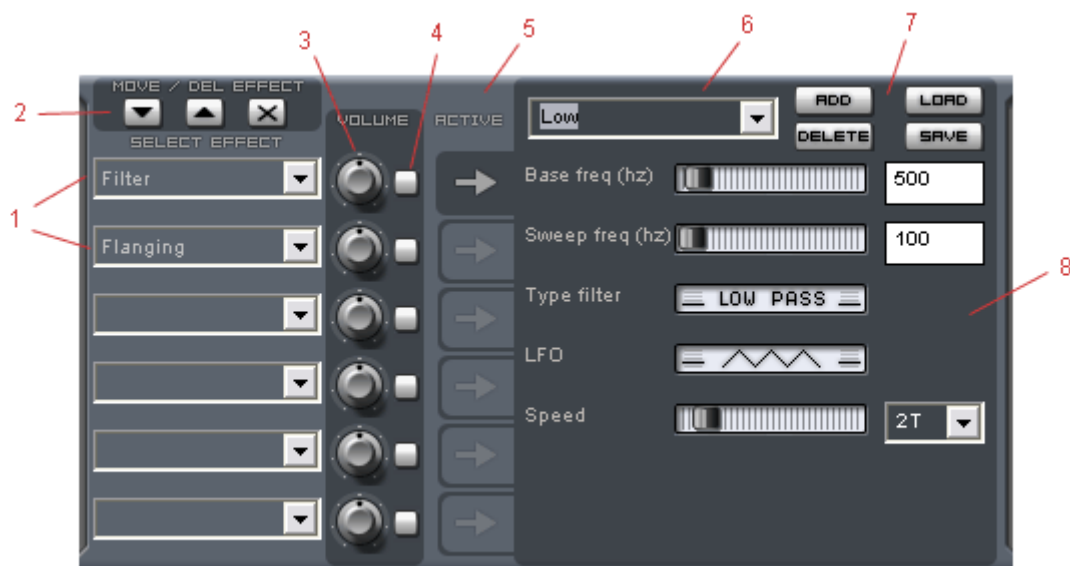 3
4
5
6
7
MOVE / DEL EFFECT
2
SELECT EFFECT
VOLUME
ACTIVE
Low
ADD
LOAD
DELETE
SAVE
1
Filter
Base freq (hz)
500
Flanging
Sweep freq (hz)
100
8
Type filter
LOW PASS
LFO
Speed
2T